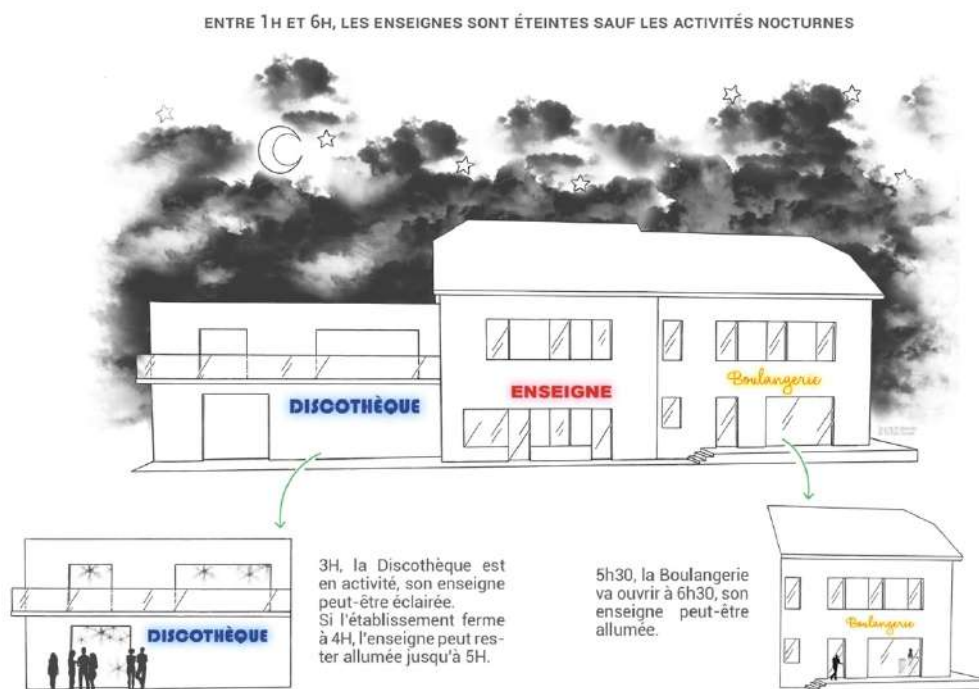 ENTRE 1H ET 6H, LES ENSEIGNES SONT ÉTEINTES SAUF LES ACTIVITÉS NOCTURNES
DISCOTHÈQUE
ENSEIGNE
Boulangerie
3H, la Discothèque est
en activité, son enseigne
peut-être éclairée.
Si l'établissement ferme
à 4H, l'enseigne peut res-
ter allumée jusqu'à 5H.
DISCOTHÈQUE
5h30, la Boulangerie
va ouvrir à 6h30, son
enseigne peut-être
allumée.
Boulangerie